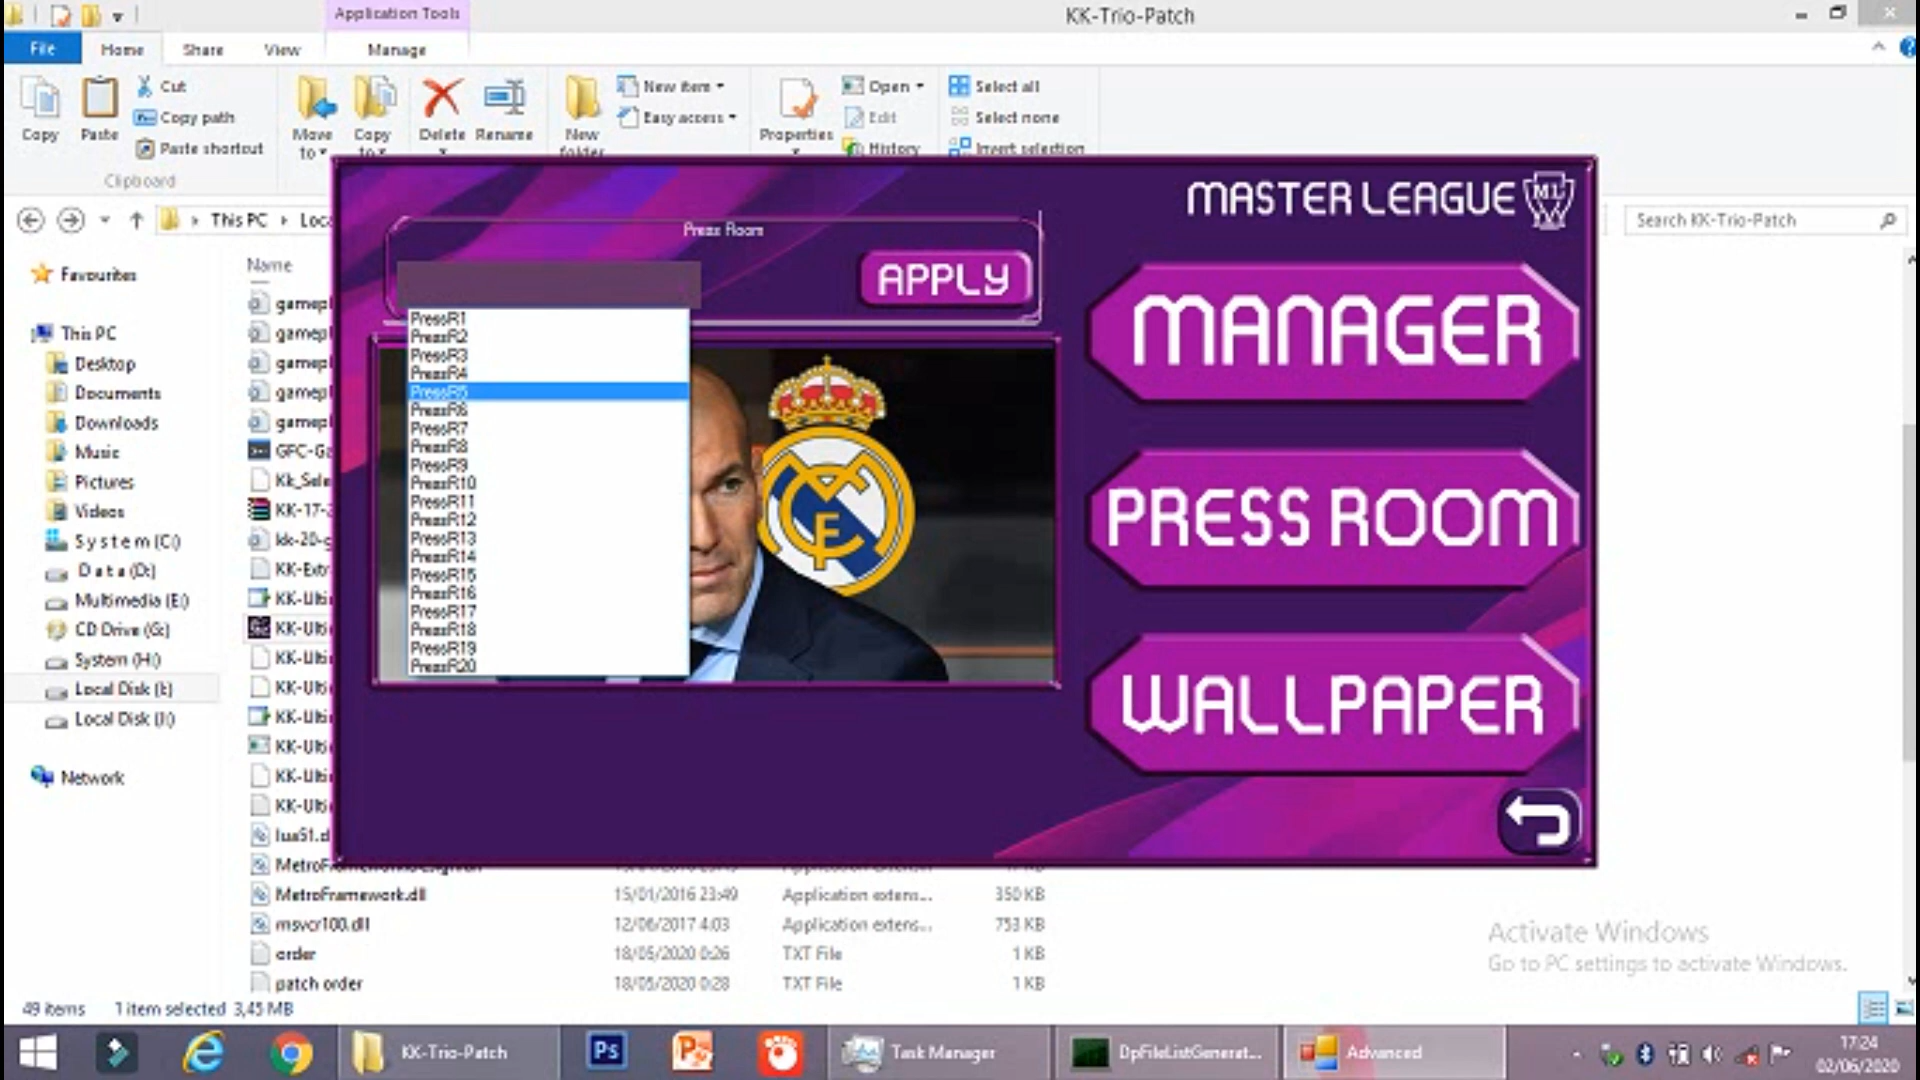 Application Tools
KK-Trio-Patch
File
Home
Share
View
Manage
Copy
Paste
Cut
Copy path
Paste shortcut
Move to
Copy to
Delete
Rename
New folder
New item
Easy access
Properties
Open
Edit
History
Select all
Select none
Invert selection
Clipboard
This PC
Search KK-Trio-Patch
Favourites
This PC
Desktop
Documents
Downloads
Music
Pictures
Videos
System (C:)
Data (D:)
Multimedia (E:)
CD Drive (G:)
System (H:)
Local Disk (I:)
Local Disk (J:)
Network
Name
MetroFramework.dll 15/01/2016 23:49 Application extens... 350 KB
msvcr100.dll 12/06/2017 4:03 Application extens... 753 KB
order 18/05/2020 0:26 TXT File 1 KB
patch order 18/05/2020 0:28 TXT File 1 KB
Press Room
APPLY
PressR1
PressR2
PressR3
PressR4
PressR5
PressR6
PressR7
PressR8
PressR9
PressR10
PressR11
PressR12
PressR13
PressR14
PressR15
PressR16
PressR17
PressR18
PressR19
PressR20
MASTER LEAGUE ML
MANAGER
PRESS ROOM
WALLPAPER
Activate Windows
Go to PC settings to activate Windows.
49 items 1 item selected 3,45 MB
KK-Trio-Patch
Ps
Task Manager
DpFileListGenerat...
Advanced
17:24
02/06/2020